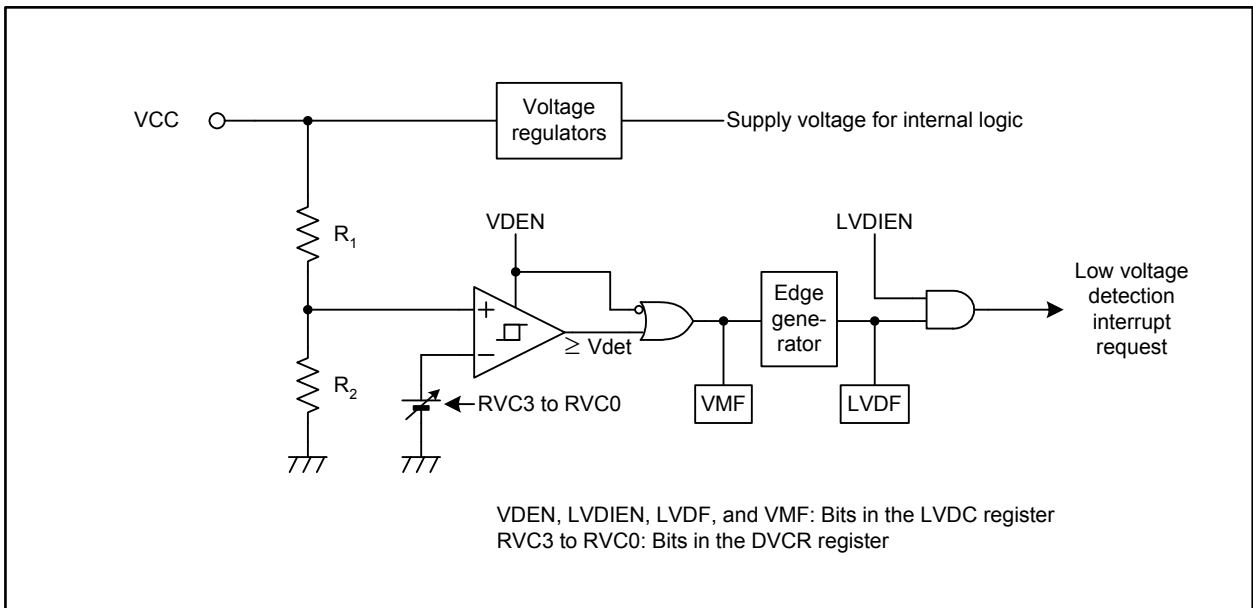 VCC
Voltage
regulators
Supply voltage for internal logic
R1
VDEN
LVDIEN
Low voltage
detection
interrupt
request
Edge
gene-
rator
+
−
≥ Vdet
R2
RVC3 to RVC0
VMF
LVDF
VDEN, LVDIEN, LVDF, and VMF: Bits in the LVDC register
RVC3 to RVC0: Bits in the DVCR register